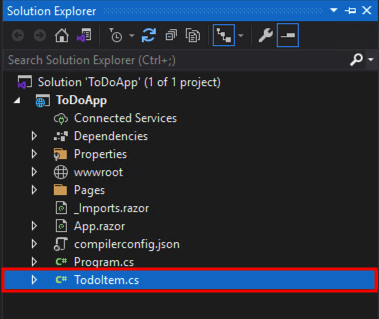 Solution Explorer
Search Solution Explorer (Ctrl+;)
Solution 'ToDoApp' (1 of 1 project)
ToDoApp
Connected Services
Dependencies
Properties
wwwroot
Pages
_Imports.razor
App.razor
compilerconfig.json
C# Program.cs
C# TodoItem.cs